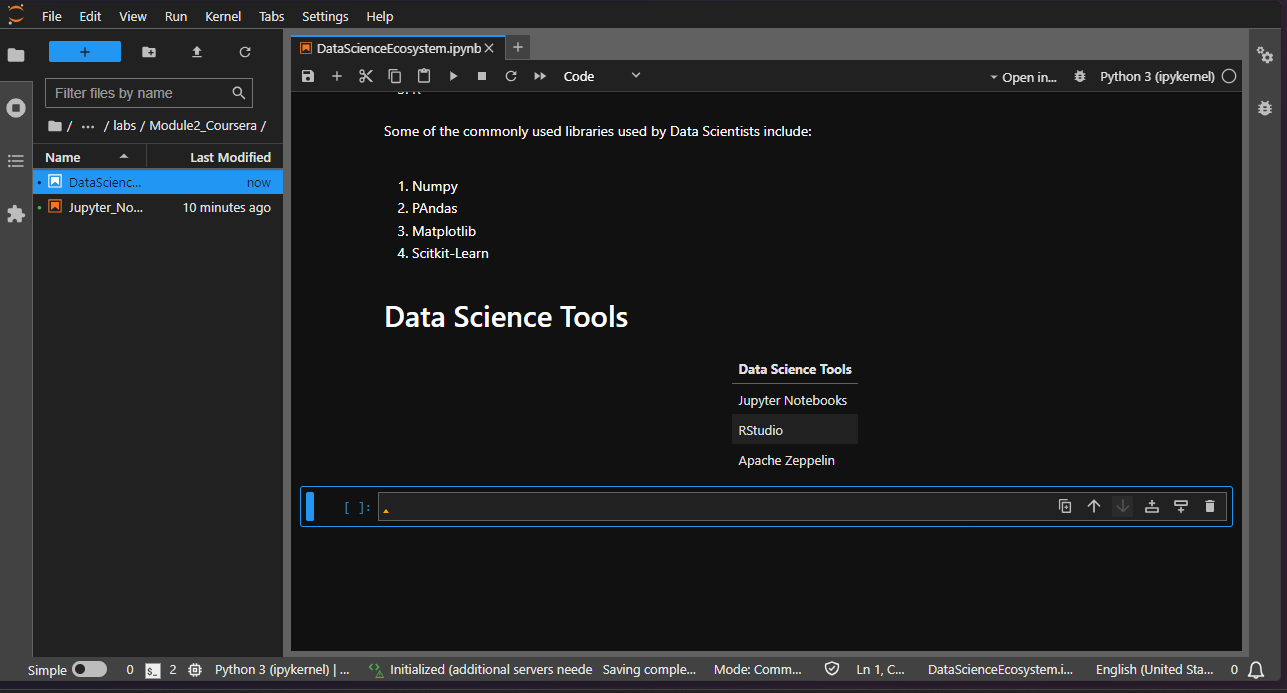 File Edit View Run Kernel Tabs Settings Help
DataScienceEcosystem.ipynb
Code
Open in...
Python 3 (ipykernel)
Filter files by name
/ ... / labs / Module2_Coursera /
Name Last Modified
DataScienc... now
Jupyter_No... 10 minutes ago
Some of the commonly used libraries used by Data Scientists include:
1. Numpy
2. PAndas
3. Matplotlib
4. Scitkit-Learn
Data Science Tools
Data Science Tools
Jupyter Notebooks
RStudio
Apache Zeppelin
[ ]:
Simple 0 $_ 2 Python 3 (ipykernel) | ... Initialized (additional servers neede Saving comple... Mode: Comm... Ln 1, C... DataScienceEcosystem.i... English (United Sta... 0